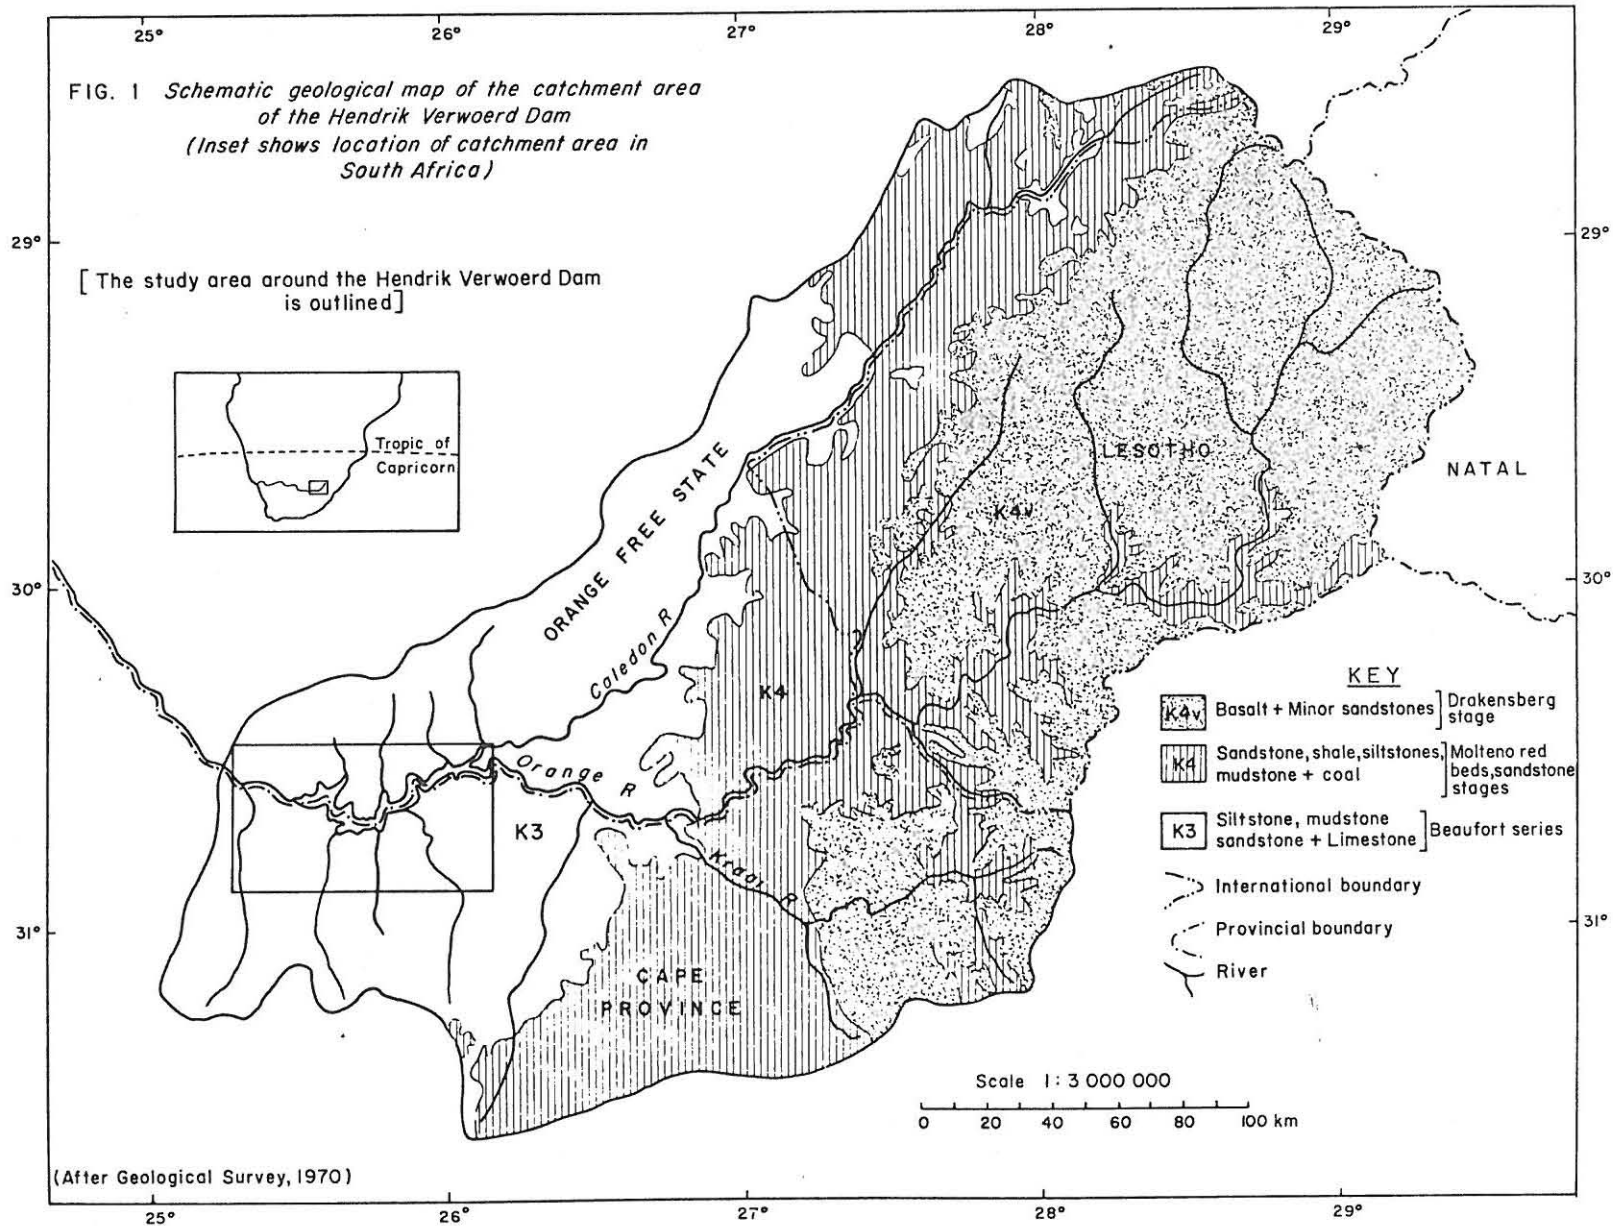 25°
26°
27°
28°
29°
FIG. 1 Schematic geological map of the catchment area
of the Hendrik Verwoerd Dam
(Inset shows location of catchment area in
South Africa)
29°
29°
[The study area around the Hendrik Verwoerd Dam
is outlined]
Tropic of
Capricorn
ORANGE FREE STATE
LESOTHO
NATAL
K4v
30°
30°
Caledon R
K4
KEY
K4v Basalt + Minor sandstones] Drakensberg
stage
K4 Sandstone, shale, siltstones,
mudstone + coal
] Molteno red
beds, sandstone
stages
K3 Siltstone, mudstone
sandstone + Limestone
] Beaufort series
International boundary
Provincial boundary
River
Orange R
K3
Kraai R
31°
31°
CAPE
PROVINCE
Scale 1:3 000 000
0 20 40 60 80 100 km
(After Geological Survey, 1970)
25°
26°
27°
28°
29°